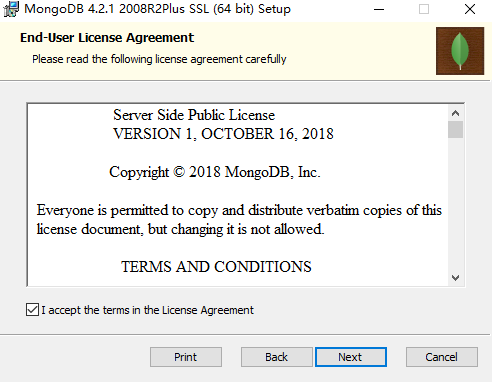 MongoDB 4.2.1 2008R2Plus SSL (64 bit) Setup
End-User License Agreement
Please read the following license agreement carefully
Server Side Public License
VERSION 1, OCTOBER 16, 2018
Copyright © 2018 MongoDB, Inc.
Everyone is permitted to copy and distribute verbatim copies of this
license document, but changing it is not allowed.
TERMS AND CONDITIONS
I accept the terms in the License Agreement
Print Back Next Cancel